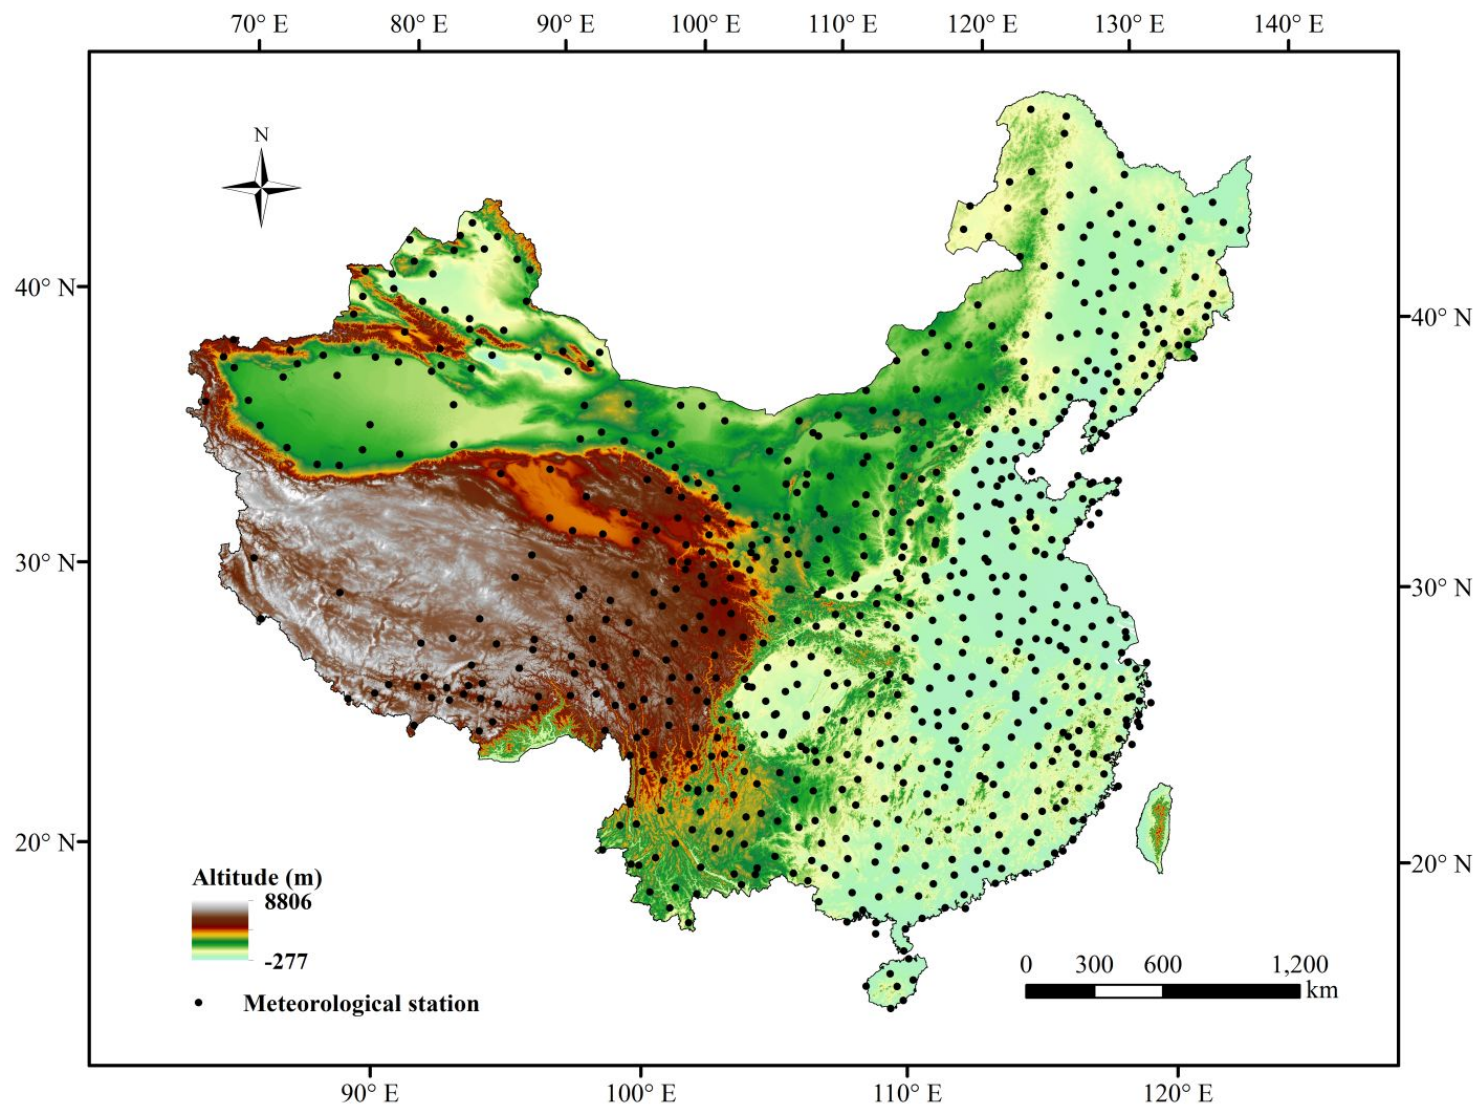 70° E 80° E 90° E 100° E 110° E 120° E 130° E 140° E
N
40° N
40° N
30° N
30° N
20° N
20° N
Altitude (m)
8806
-277
Meteorological station
0 300 600 1,200
km
90° E 100° E 110° E 120° E